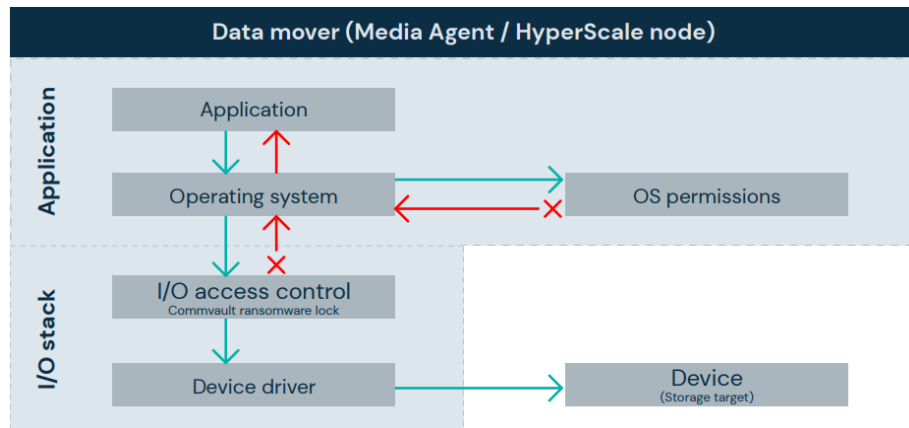 Data mover (Media Agent / HyperScale node)
Application
Application
Operating system
OS permissions
I/O stack
I/O access control
Commvault ransomware lock
Device driver
Device
(Storage target)